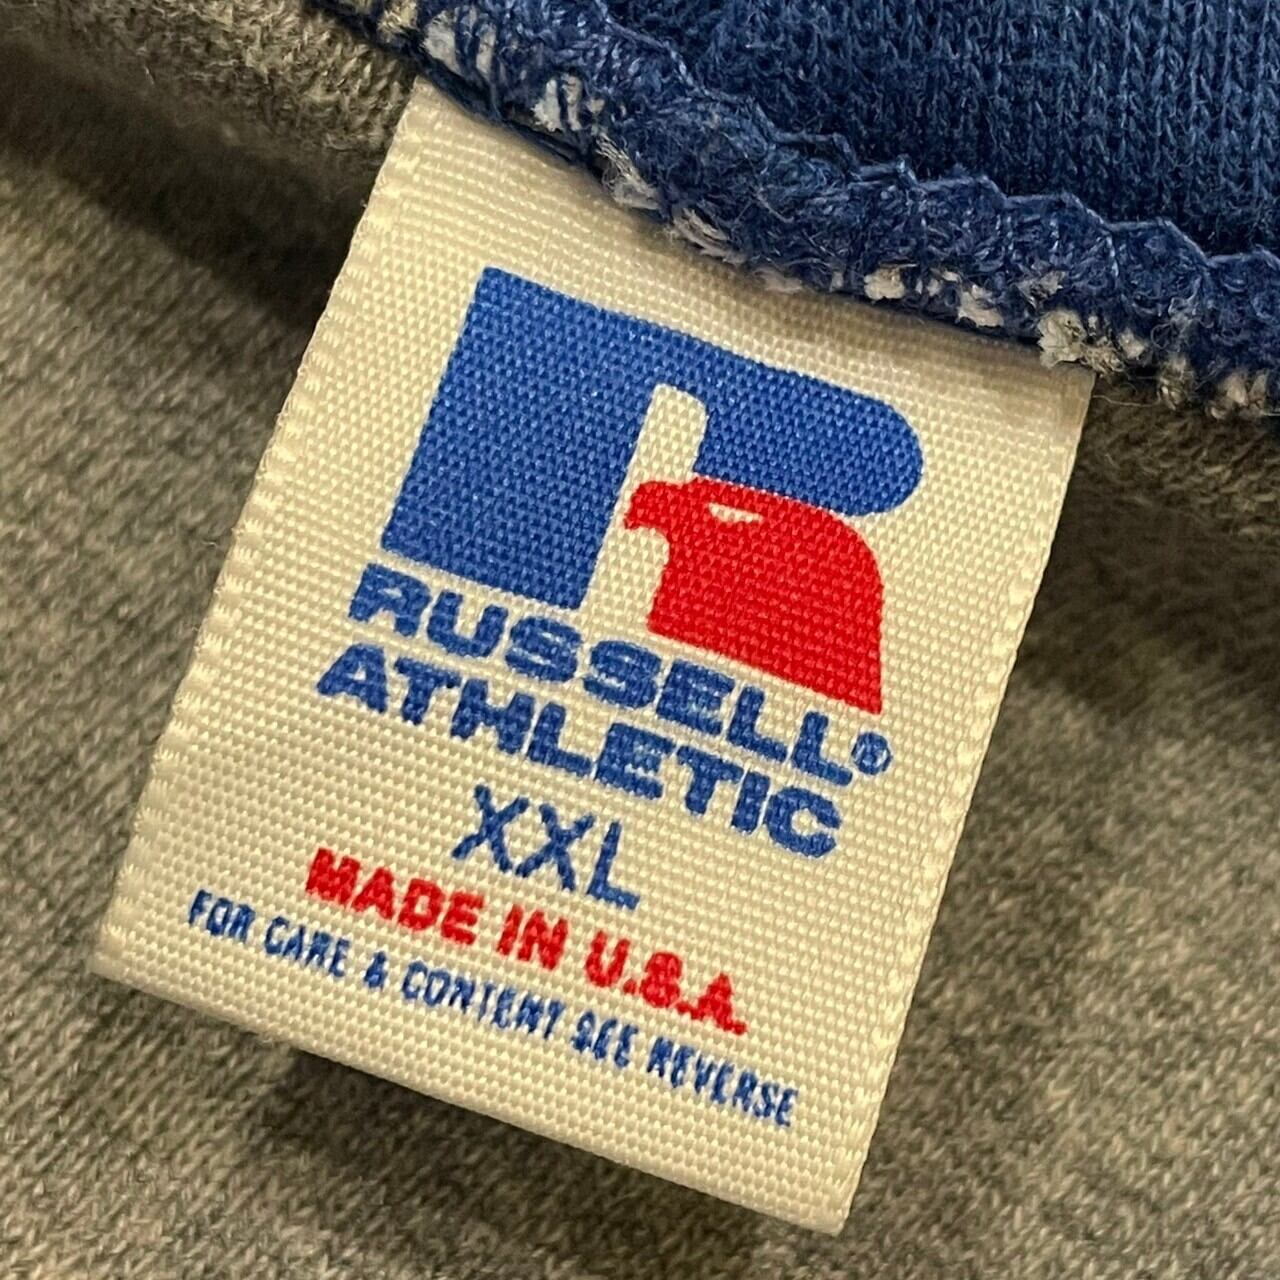 RUSSELL®
ATHLETIC
XXL
MADE IN U.S.A.
FOR CARE & CONTENT SEE REVERSE